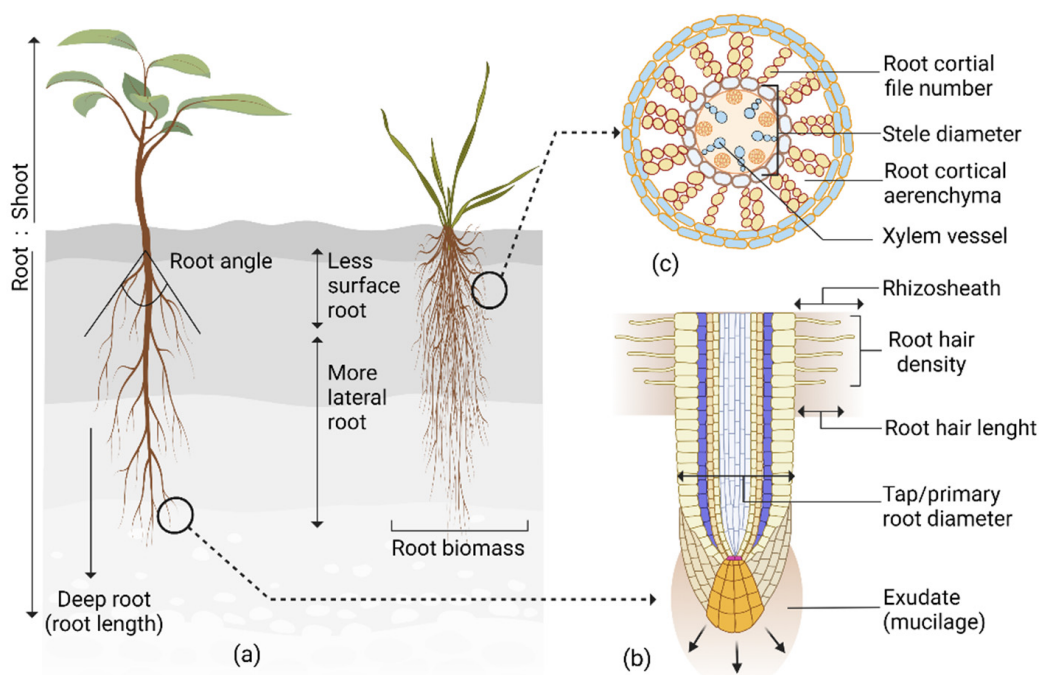 Root : Shoot
Root angle
Less
surface
root
More
lateral
root
Root biomass
Deep root
(root length)
(a)
Root cortial
file number
Stele diameter
Root cortical
aerenchyma
Xylem vessel
(c)
Rhizosheath
Root hair
density
Root hair lenght
Tap/primary
root diameter
Exudate
(mucilage)
(b)